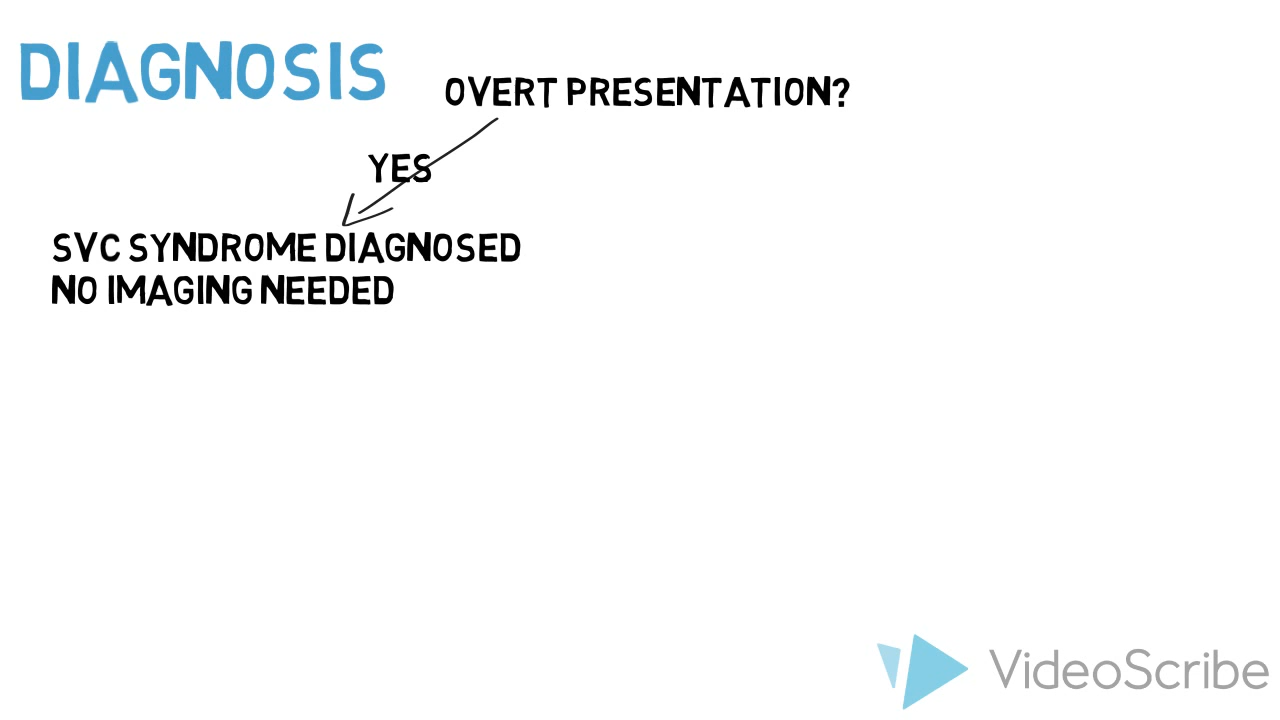 DIAGNOSIS
OVERT PRESENTATION?
YES
SVC SYNDROME DIAGNOSED
NO IMAGING NEEDED
VideoScribe